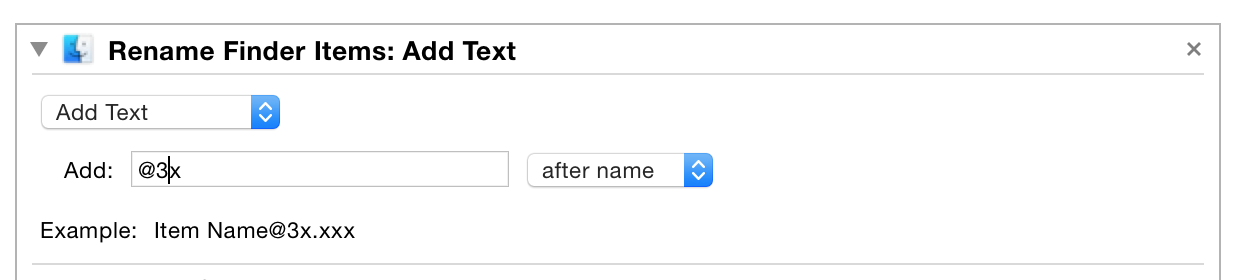 Rename Finder Items: Add Text
Add Text
Add: @3x after name
Example: Item Name@3x.xxx